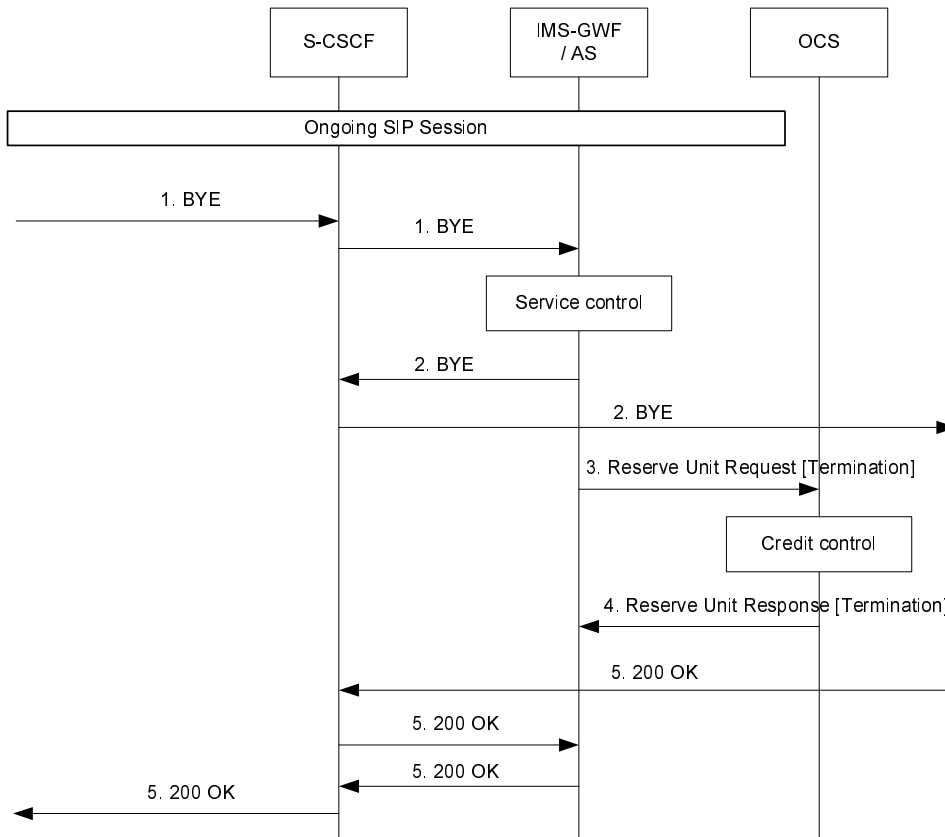 S-CSCF
IMS-GWF
/ AS
OCS
Ongoing SIP Session
1. BYE
1. BYE
Service control
2. BYE
2. BYE
3. Reserve Unit Request [Termination]
Credit control
4. Reserve Unit Response [Termination]
5. 200 OK
5. 200 OK
5. 200 OK
5. 200 OK